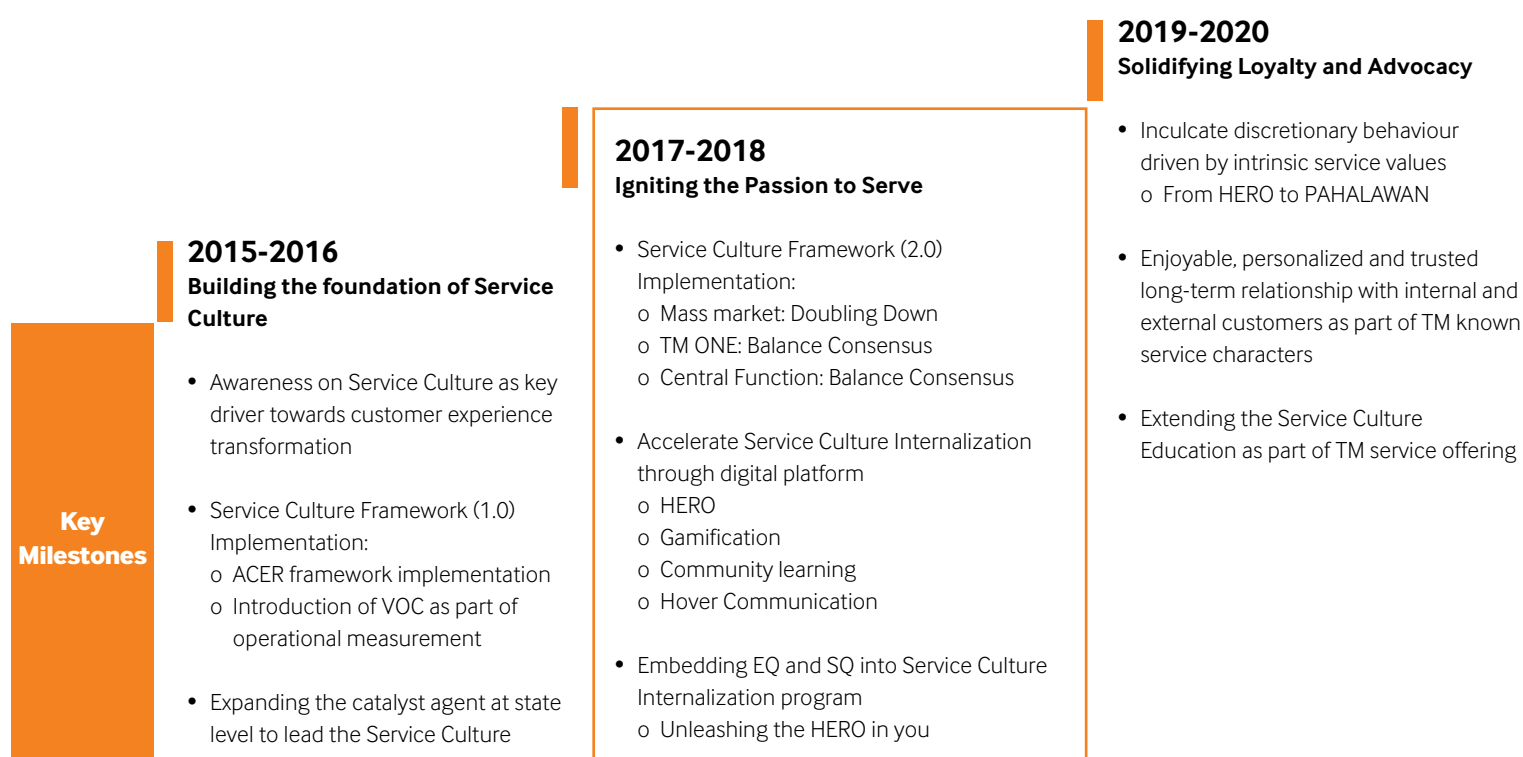 Key
Milestones
2015-2016
Building the foundation of Service
Culture
• Awareness on Service Culture as key
driver towards customer experience
transformation
• Service Culture Framework (1.0)
Implementation:
o ACER framework implementation
o Introduction of VOC as part of
operational measurement
• Expanding the catalyst agent at state
level to lead the Service Culture
2017-2018
Igniting the Passion to Serve
• Service Culture Framework (2.0)
Implementation:
o Mass market: Doubling Down
o TM ONE: Balance Consensus
o Central Function: Balance Consensus
• Accelerate Service Culture Internalization
through digital platform
o HERO
o Gamification
o Community learning
o Hover Communication
• Embedding EQ and SQ into Service Culture
Internalization program
o Unleashing the HERO in you
2019-2020
Solidifying Loyalty and Advocacy
• Inculcate discretionary behaviour
driven by intrinsic service values
o From HERO to PAHALAWAN
• Enjoyable, personalized and trusted
long-term relationship with internal and
external customers as part of TM known
service characters
• Extending the Service Culture
Education as part of TM service offering